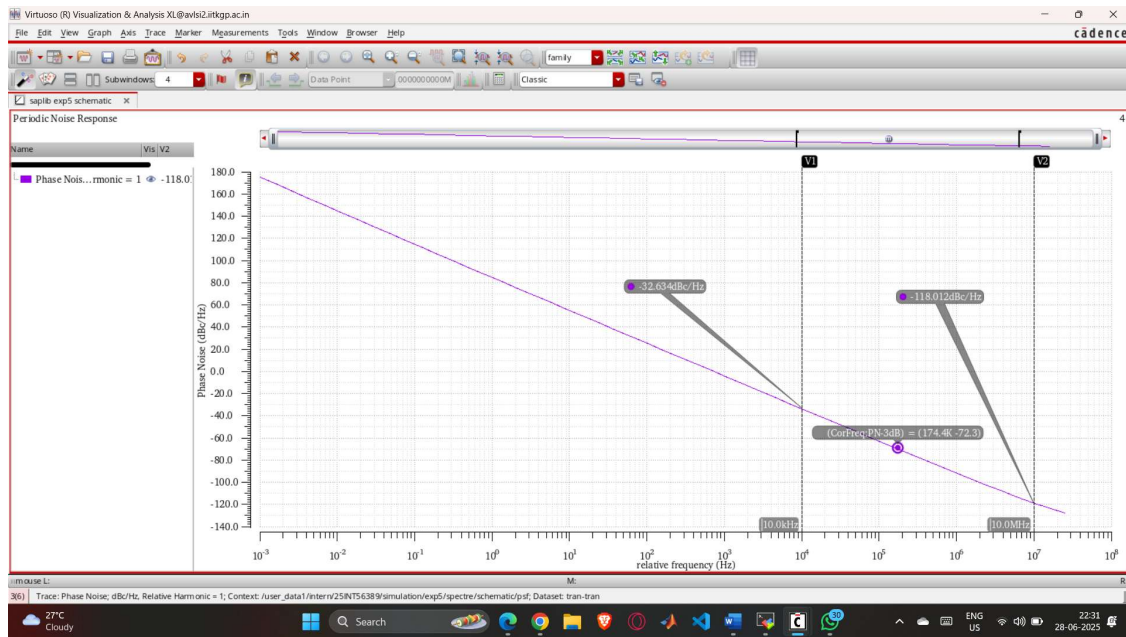 Virtuoso (R) Visualization & Analysis XL@avlsi2.iitkgp.ac.in
File Edit View Graph Axis Trace Marker Measurements Tools Window Browser Help
cādence
family
Subwindows: 4
Data Point
0000000000M
Classic
saplib exp5 schematic
Periodic Noise Response
4
Name Vis V2
Phase Nois...rmonic = 1 -118.0
V1
V2
180.0
160.0
140.0
120.0
100.0
80.0
60.0
40.0
20.0
0.0
-20.0
-40.0
-60.0
-80.0
-100.0
-120.0
-140.0
Phase Noise (dBc/Hz)
-32.634dBc/Hz
-118.012dBc/Hz
(CorFreq:PN-3dB) = (174.4K -72.3)
10.0kHz
10.0MHz
10-3 10-2 10-1 100 101 102 103 104 105 106 107 108
relative frequency (Hz)
mouse L: M: R
3(6) Trace: Phase Noise; dBc/Hz, Relative Harmonic = 1; Context: /user_data1/intern/25INT56389/simulation/exp5/spectre/schematic/psf; Dataset: tran-tran
27°C
Cloudy
Search
30
ENG
US
22:31
28-06-2025